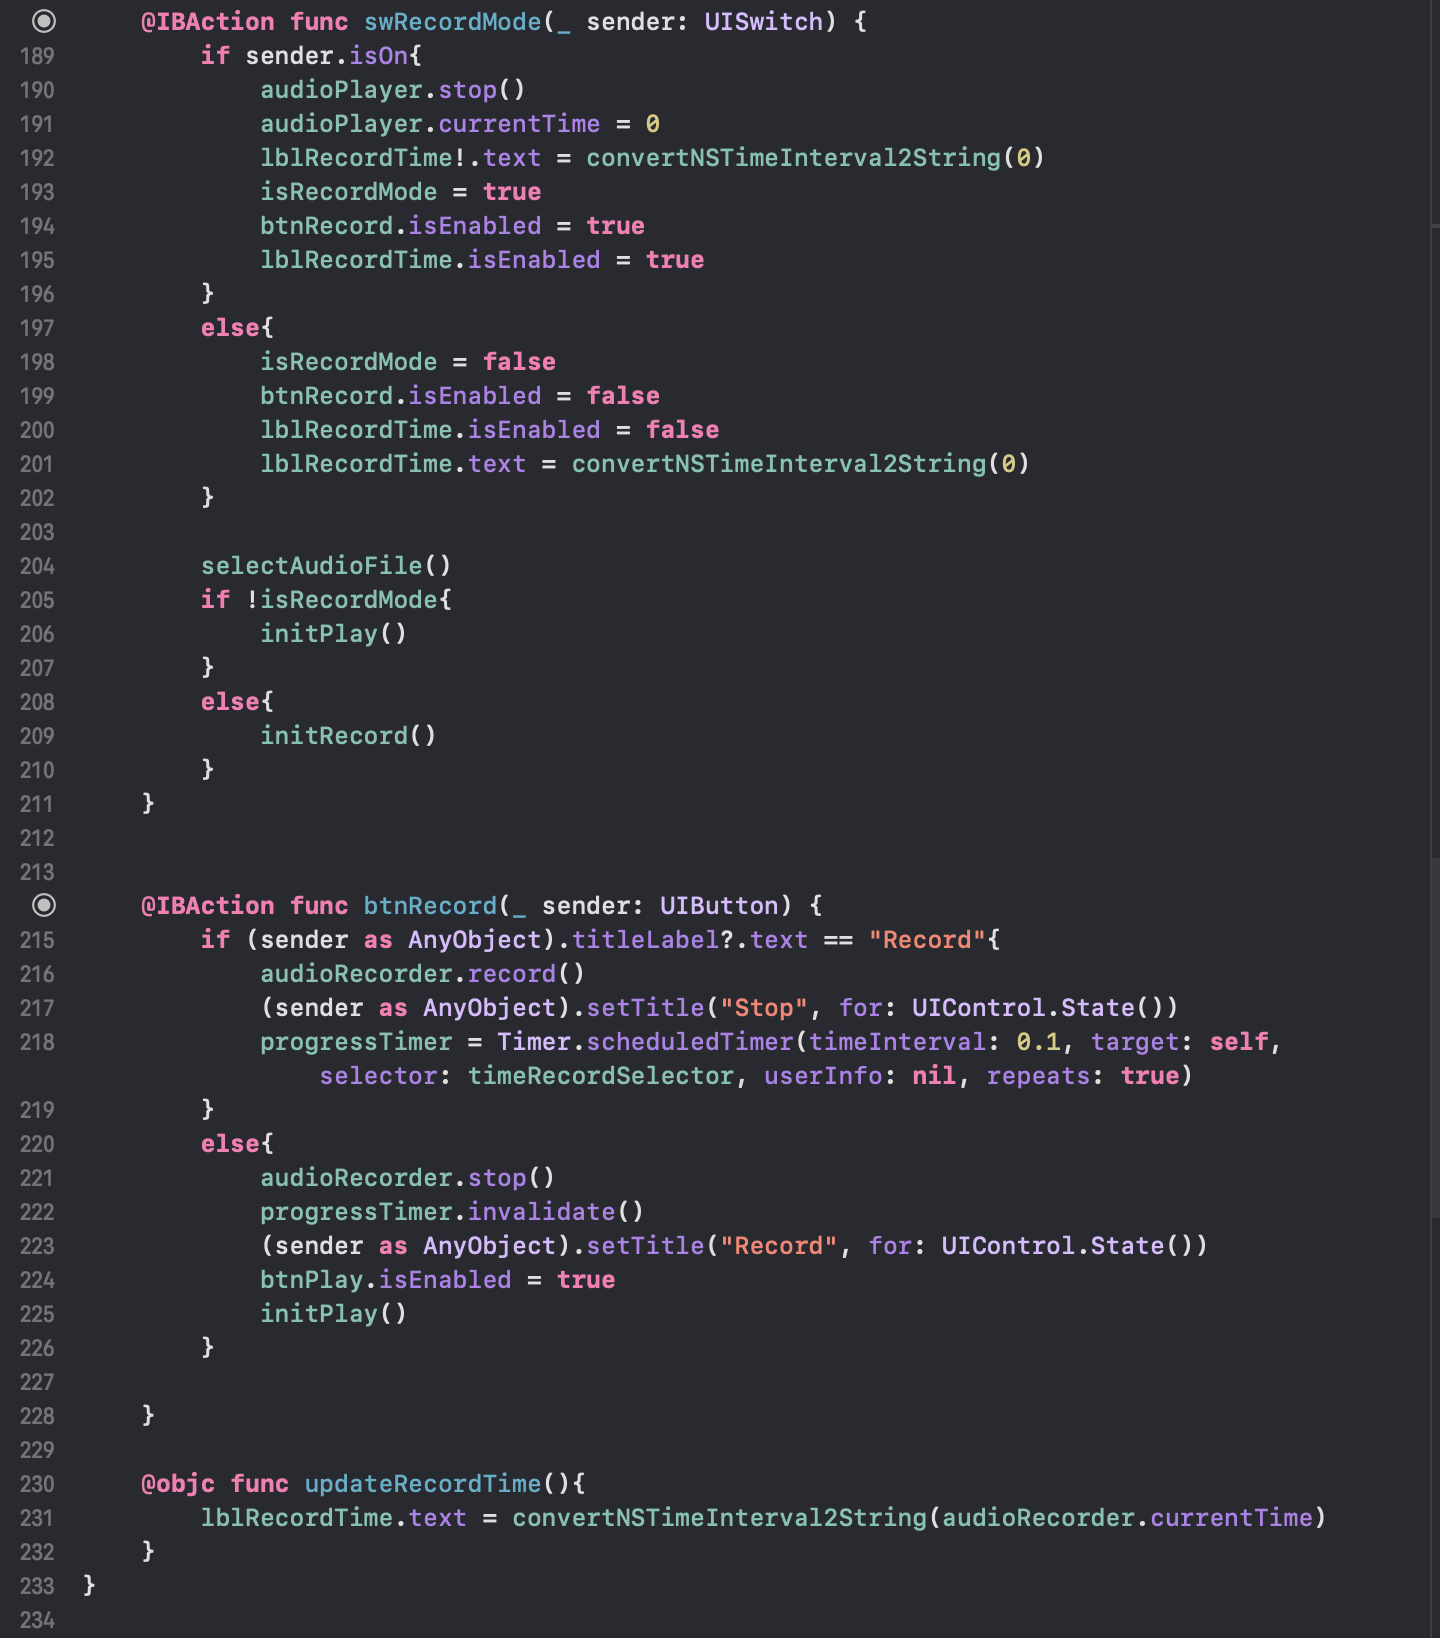 @IBAction func swRecordMode(_ sender: UISwitch) {
189 if sender.isOn{
190 audioPlayer.stop()
191 audioPlayer.currentTime = 0
192 lblRecordTime!.text = convertNSTimeInterval2String(0)
193 isRecordMode = true
194 btnRecord.isEnabled = true
195 lblRecordTime.isEnabled = true
196 }
197 else{
198 isRecordMode = false
199 btnRecord.isEnabled = false
200 lblRecordTime.isEnabled = false
201 lblRecordTime.text = convertNSTimeInterval2String(0)
202 }
203
204 selectAudioFile()
205 if !isRecordMode{
206 initPlay()
207 }
208 else{
209 initRecord()
210 }
211 }
212
213
@IBAction func btnRecord(_ sender: UIButton) {
215 if (sender as AnyObject).titleLabel?.text == "Record"{
216 audioRecorder.record()
217 (sender as AnyObject).setTitle("Stop", for: UIControl.State())
218 progressTimer = Timer.scheduledTimer(timeInterval: 0.1, target: self,
selector: timeRecordSelector, userInfo: nil, repeats: true)
219 }
220 else{
221 audioRecorder.stop()
222 progressTimer.invalidate()
223 (sender as AnyObject).setTitle("Record", for: UIControl.State())
224 btnPlay.isEnabled = true
225 initPlay()
226 }
227
228 }
229
230 @objc func updateRecordTime(){
231 lblRecordTime.text = convertNSTimeInterval2String(audioRecorder.currentTime)
232 }
233 }
234